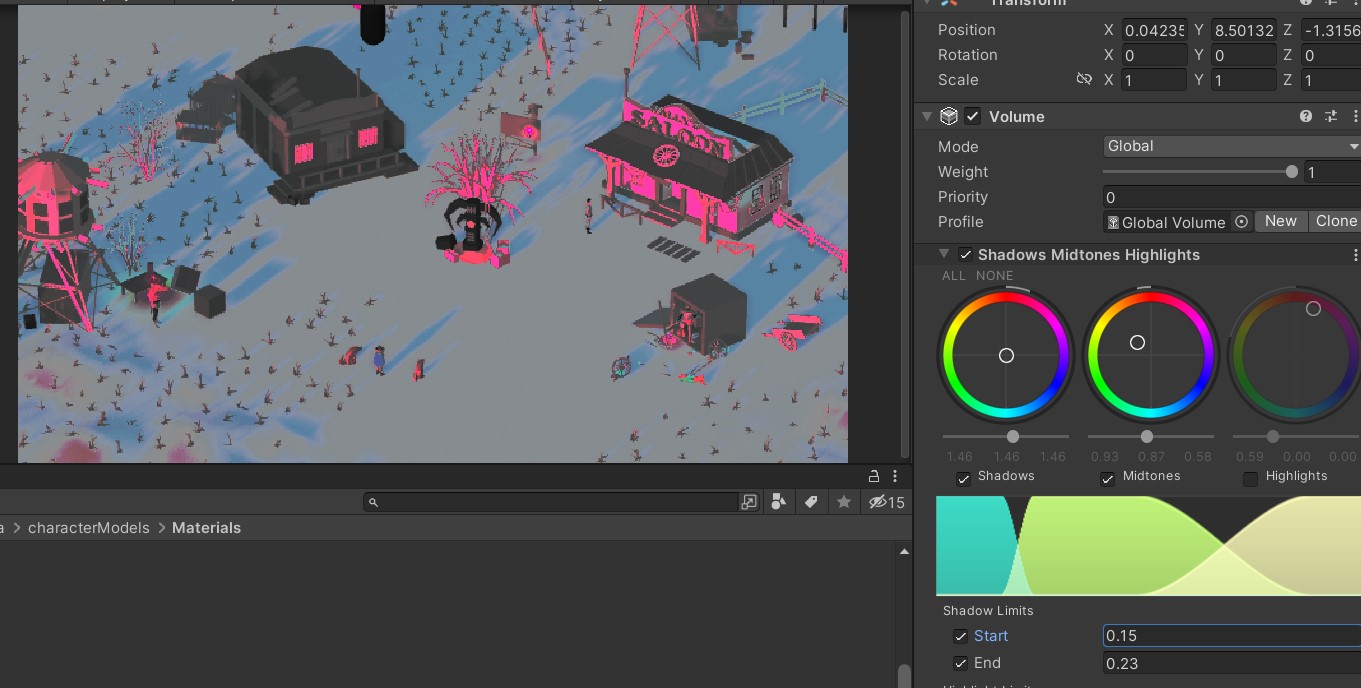 Transform
Position X 0.04235 Y 8.50132 Z -1.3156
Rotation X 0 Y 0 Z 0
Scale X 1 Y 1 Z 1
Volume
Mode Global
Weight 1
Priority 0
Profile Global Volume New Clone
Shadows Midtones Highlights
ALL NONE
1.46 1.46 1.46 0.93 0.87 0.58 0.59 0.00 0.00
Shadows Midtones Highlights
Shadow Limits
Start 0.15
End 0.23
SALOON
15
a > characterModels > Materials